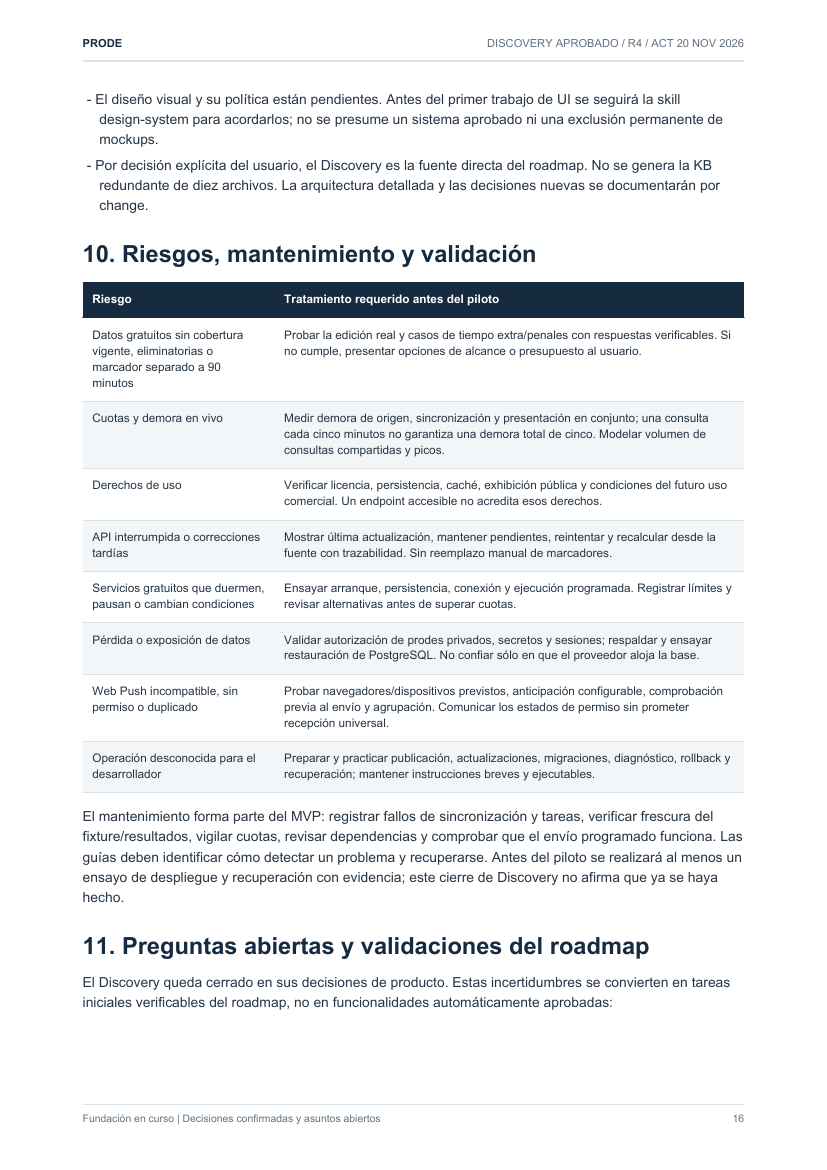 PRODE
DISCOVERY APROBADO / R4 / ACT 20 NOV 2026
- El diseño visual y su política están pendientes. Antes del primer trabajo de UI se seguirá la skill
design-system para acordarlos; no se presume un sistema aprobado ni una exclusión permanente de
mockups.
- Por decisión explícita del usuario, el Discovery es la fuente directa del roadmap. No se genera la KB
redundante de diez archivos. La arquitectura detallada y las decisiones nuevas se documentarán por
change.
10. Riesgos, mantenimiento y validación
Riesgo
Tratamiento requerido antes del piloto
Datos gratuitos sin cobertura
vigente, eliminatorias o
marcador separado a 90
minutos
Probar la edición real y casos de tiempo extra/penales con respuestas verificables. Si
no cumple, presentar opciones de alcance o presupuesto al usuario.
Cuotas y demora en vivo
Medir demora de origen, sincronización y presentación en conjunto; una consulta
cada cinco minutos no garantiza una demora total de cinco. Modelar volumen de
consultas compartidas y picos.
Derechos de uso
Verificar licencia, persistencia, caché, exhibición pública y condiciones del futuro uso
comercial. Un endpoint accesible no acredita esos derechos.
API interrumpida o correcciones
tardías
Mostrar última actualización, mantener pendientes, reintentar y recalcular desde la
fuente con trazabilidad. Sin reemplazo manual de marcadores.
Servicios gratuitos que duermen,
pausan o cambian condiciones
Ensayar arranque, persistencia, conexión y ejecución programada. Registrar límites y
revisar alternativas antes de superar cuotas.
Pérdida o exposición de datos
Validar autorización de prodes privados, secretos y sesiones; respaldar y ensayar
restauración de PostgreSQL. No confiar sólo en que el proveedor aloja la base.
Web Push incompatible, sin
permiso o duplicado
Probar navegadores/dispositivos previstos, anticipación configurable, comprobación
previa al envío y agrupación. Comunicar los estados de permiso sin prometer
recepción universal.
Operación desconocida para el
desarrollador
Preparar y practicar publicación, actualizaciones, migraciones, diagnóstico, rollback y
recuperación; mantener instrucciones breves y ejecutables.
El mantenimiento forma parte del MVP: registrar fallos de sincronización y tareas, verificar frescura del
fixture/resultados, vigilar cuotas, revisar dependencias y comprobar que el envío programado funciona. Las
guías deben identificar cómo detectar un problema y recuperarse. Antes del piloto se realizará al menos un
ensayo de despliegue y recuperación con evidencia; este cierre de Discovery no afirma que ya se haya
hecho.
11. Preguntas abiertas y validaciones del roadmap
El Discovery queda cerrado en sus decisiones de producto. Estas incertidumbres se convierten en tareas
iniciales verificables del roadmap, no en funcionalidades automáticamente aprobadas:
Fundación en curso | Decisiones confirmadas y asuntos abiertos
16